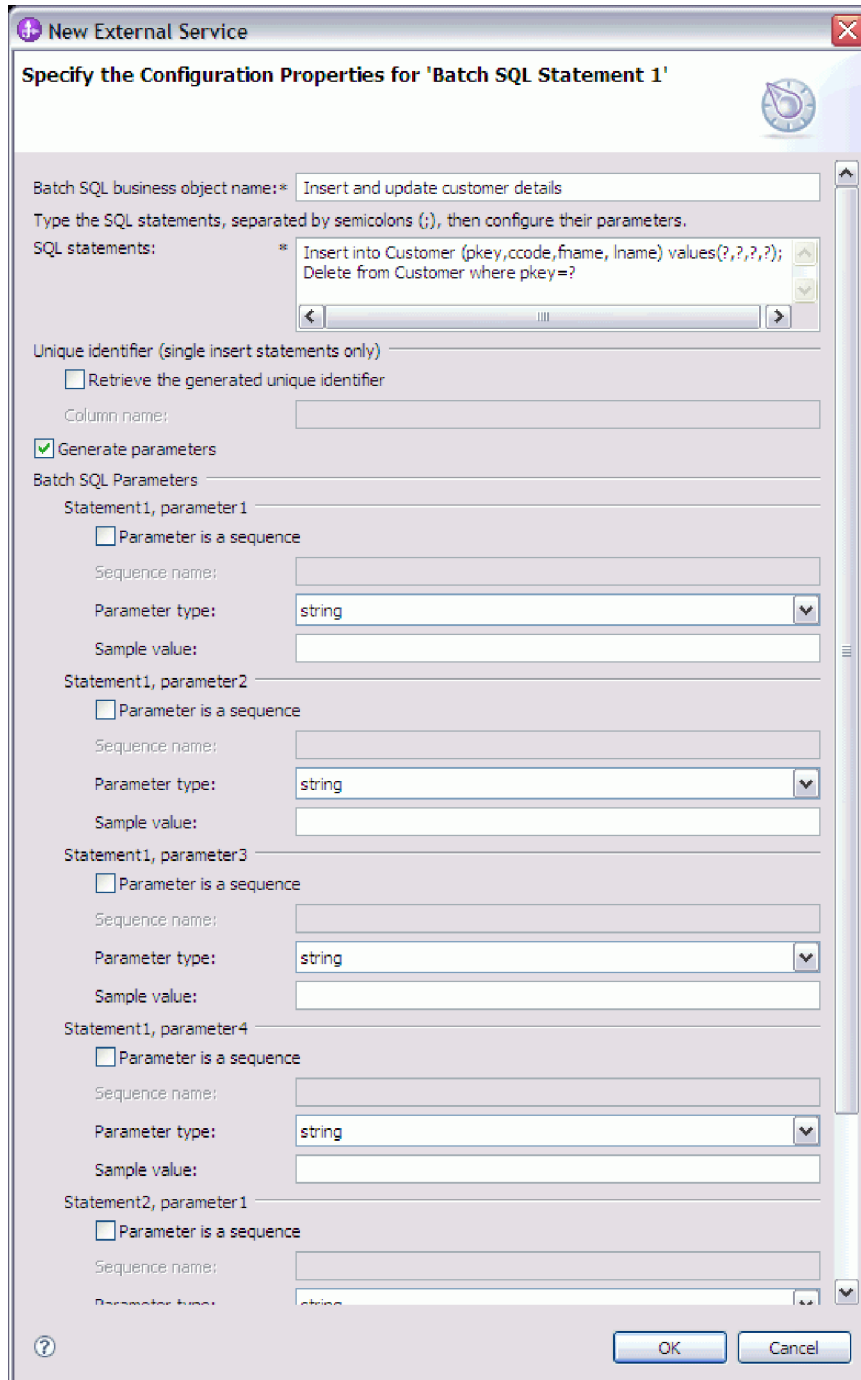 New External Service
Specify the Configuration Properties for 'Batch SQL Statement 1'
Batch SQL business object name:* Insert and update customer details
Type the SQL statements, separated by semicolons (;), then configure their parameters.
SQL statements: * Insert into Customer (pkey,ccode,fname, lname) values(?,?,?,?);
Delete from Customer where pkey=?
Unique identifier (single insert statements only)
Retrieve the generated unique identifier
Column name:
Generate parameters
Batch SQL Parameters
Statement1, parameter1
Parameter is a sequence
Sequence name:
Parameter type: string
Sample value:
Statement1, parameter2
Parameter is a sequence
Sequence name:
Parameter type: string
Sample value:
Statement1, parameter3
Parameter is a sequence
Sequence name:
Parameter type: string
Sample value:
Statement1, parameter4
Parameter is a sequence
Sequence name:
Parameter type: string
Sample value:
Statement2, parameter1
Parameter is a sequence
Sequence name:
Parameter type: string
? OK Cancel